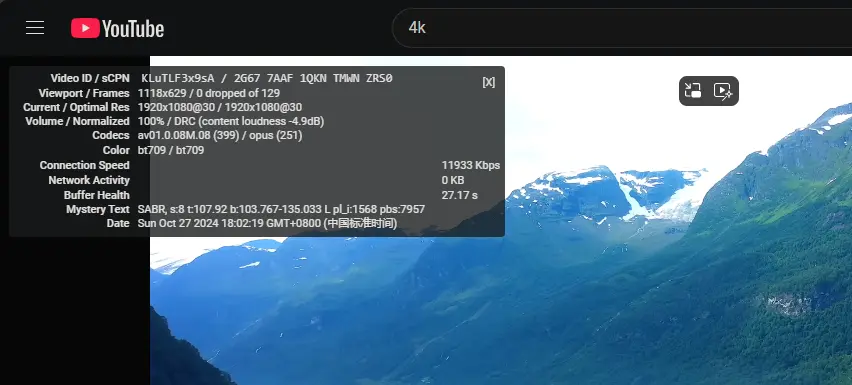 YouTube
4k
Video ID / sCPN KLuTLF3x9sA / 2G67 7AAF 1QKN TMWN ZRS0
[X]
Viewport / Frames 1118x629 / 0 dropped of 129
Current / Optimal Res 1920x1080@30 / 1920x1080@30
Volume / Normalized 100% / DRC (content loudness -4.9dB)
Codecs av01.0.08M.08 (399) / opus (251)
Color bt709 / bt709
Connection Speed 11933 Kbps
Network Activity 0 KB
Buffer Health 27.17 s
Mystery Text SABR, s:8 t:107.92 b:103.767-135.033 L pl_i:1568 pbs:7957
Date Sun Oct 27 2024 18:02:19 GMT+0800 (中国标准时间)